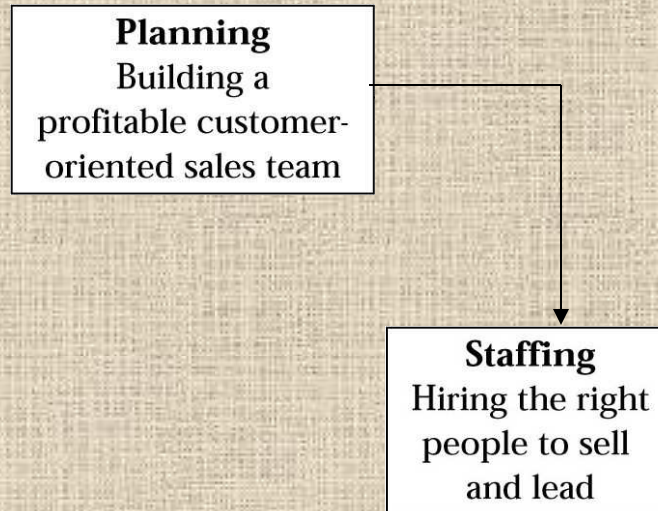 Planning
Building a
profitable customer-
oriented sales team
Staffing
Hiring the right
people to sell
and lead